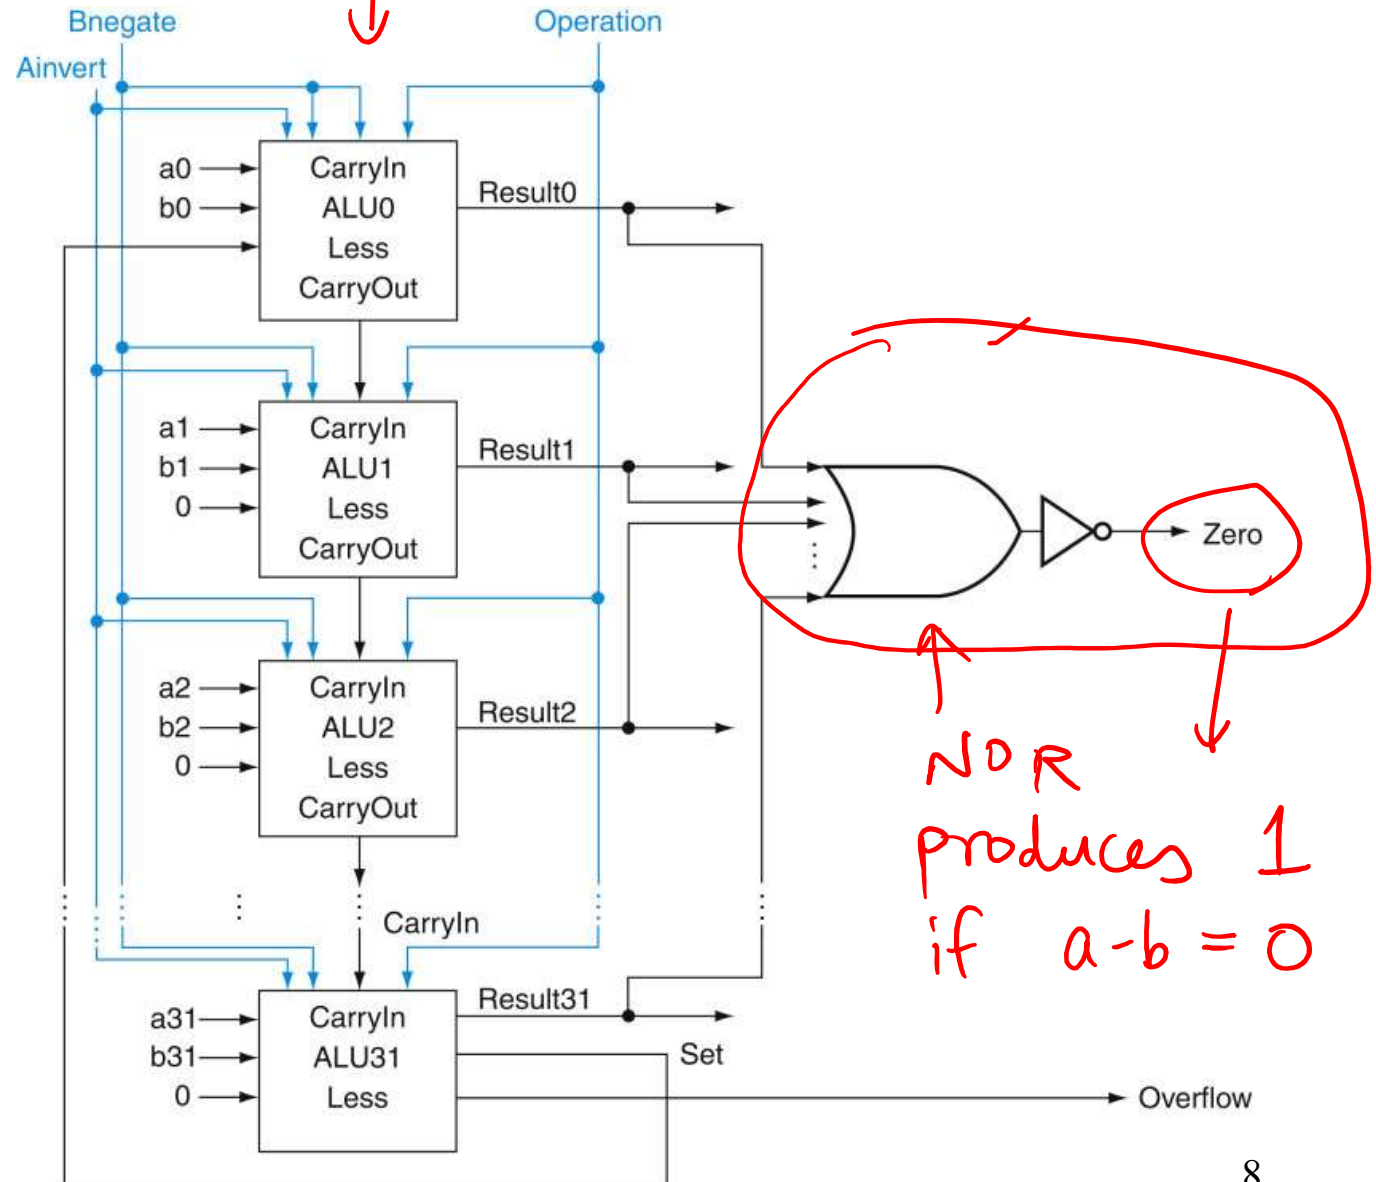 Bnegate
Operation
Ainvert
a0
CarryIn
b0
ALU0
Result0
Less
CarryOut
a1
CarryIn
b1
ALU1
Result1
0
Less
CarryOut
Zero
a2
CarryIn
b2
ALU2
Result2
0
Less
CarryOut
NOR
produces 1
if a-b = 0
CarryIn
a31
CarryIn
Result31
b31
ALU31
Set
0
Less
Overflow
8